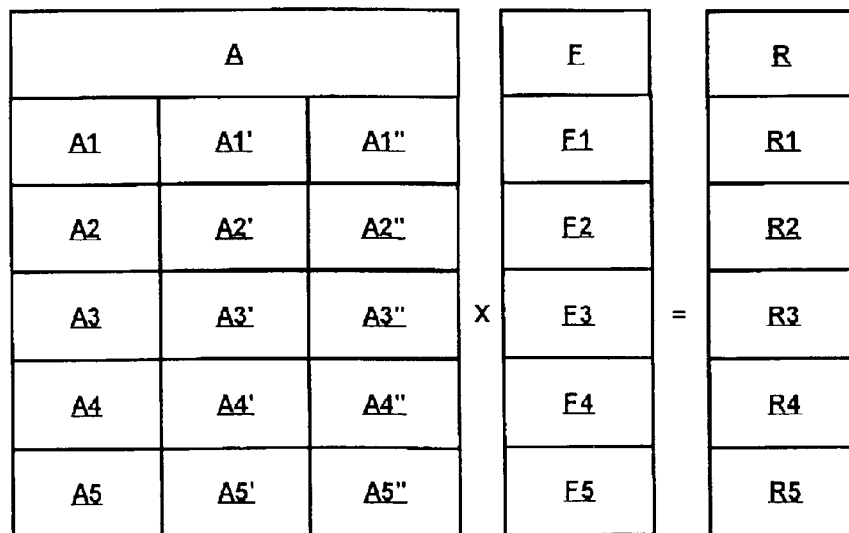 A F R
A1 A1' A1" F1 R1
A2 A2' A2" F2 R2
A3 A3' A3" X F3 = R3
A4 A4' A4" F4 R4
A5 A5' A5" F5 R5